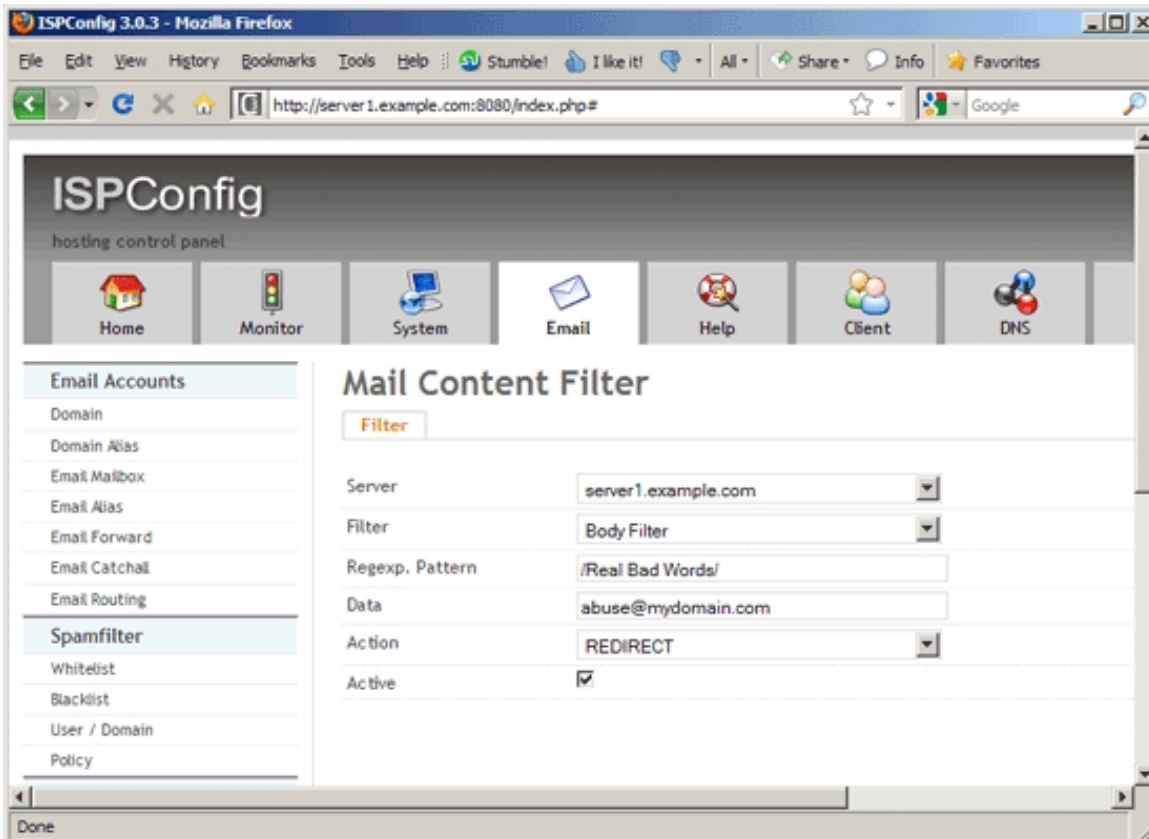 ISPConfig 3.0.3 - Mozilla Firefox
File Edit View History Bookmarks Tools Help Stumble! I like it! All Share Info Favorites
http://server1.example.com:8080/index.php# Google
ISPConfig
hosting control panel
Home Monitor System Email Help Client DNS
Email Accounts
Domain
Domain Alias
Email Mailbox
Email Alias
Email Forward
Email Catchall
Email Routing
Spamfilter
Whitelist
Blacklist
User / Domain
Policy
Mail Content Filter
Filter
Server server1.example.com
Filter Body Filter
Regexp. Pattern /Real Bad Words/
Data abuse@mydomain.com
Action REDIRECT
Active
Done